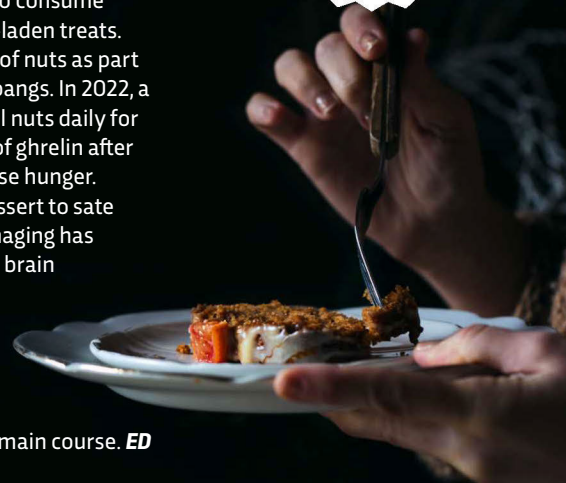 consume
laden treats.
of nuts as part
pangs. In 2022, a
l nuts daily for
of ghrelin after
se hunger.
ssert to sate
naging has
brain
main course. ED